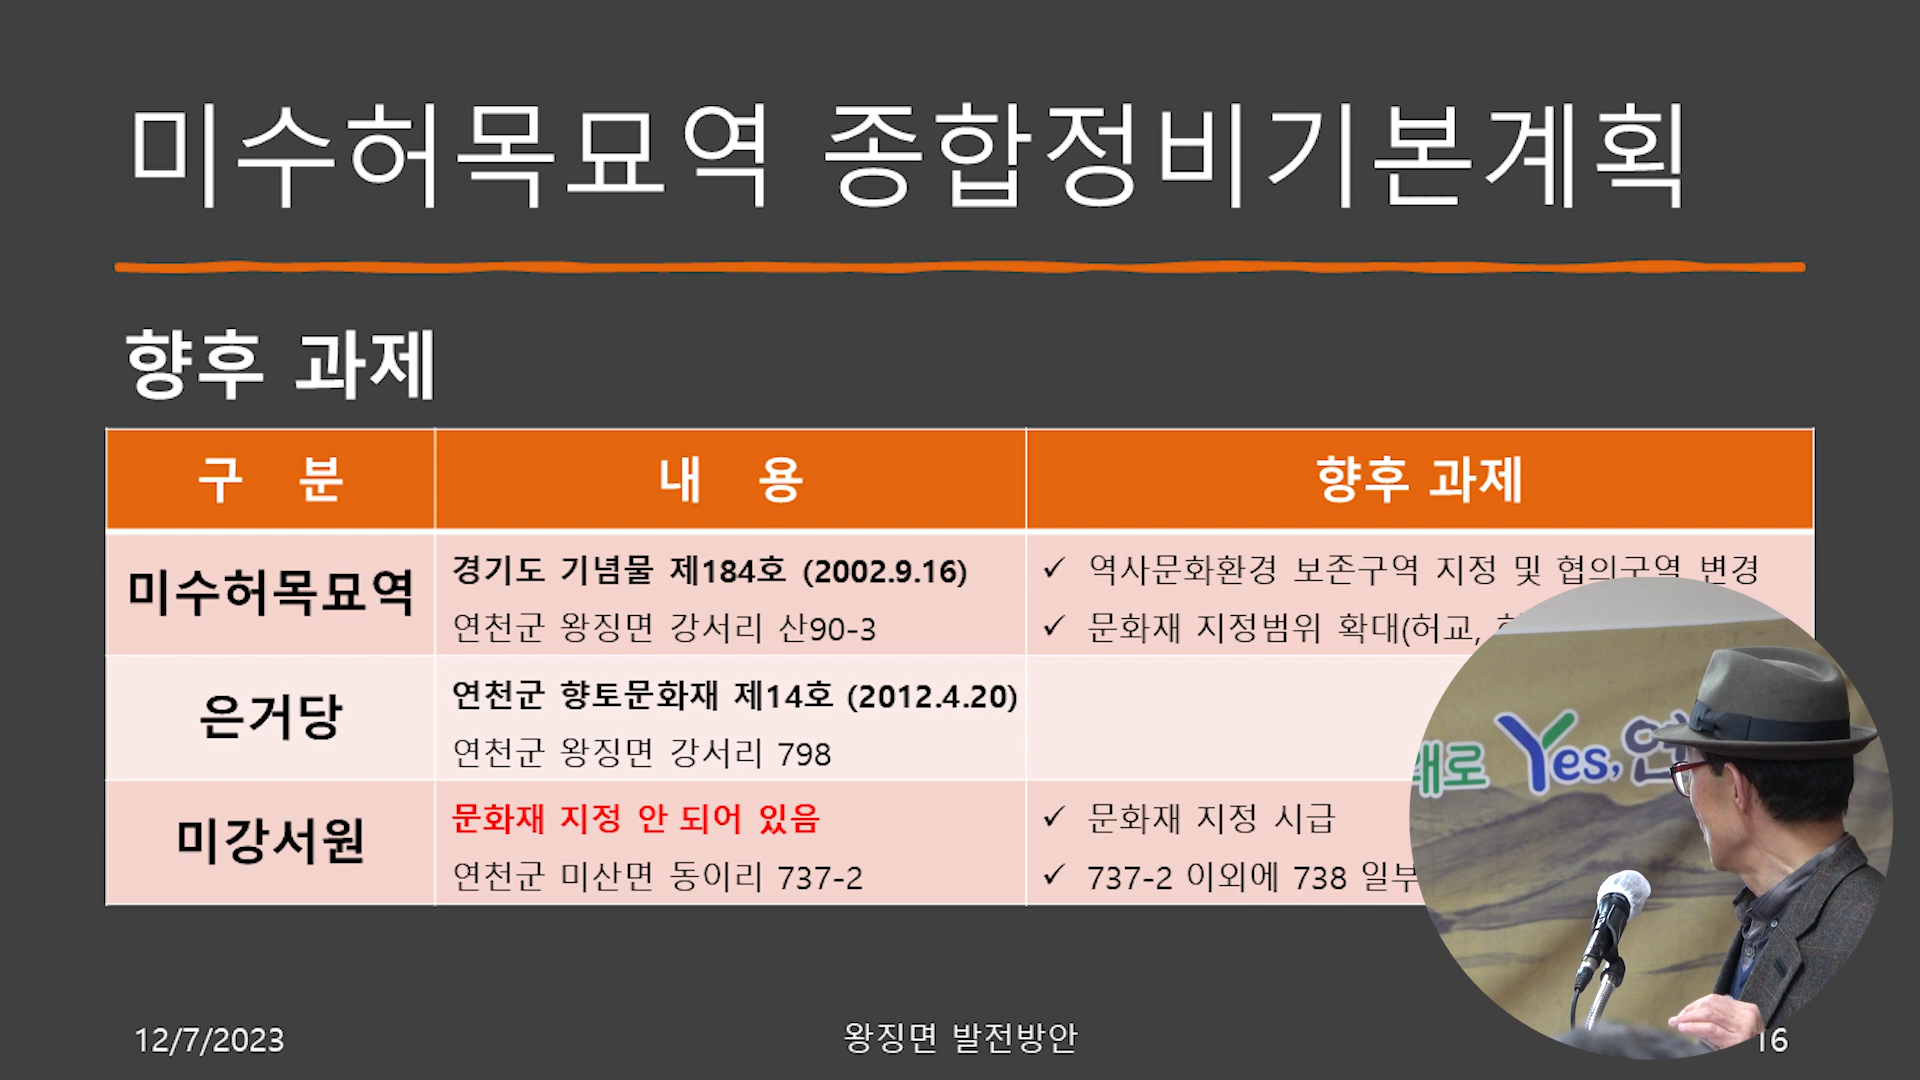 미수허목묘역 종합정비기본계획
향후 과제
구 분 내 용 향후 과제
미수허목묘역
경기도 기념물 제184호 (2002.9.16)
연천군 왕징면 강서리 산90-3
✓ 역사문화환경 보존구역 지정 및 협의구역 변경
✓ 문화재 지정범위 확대(허교,
은거당
연천군 향토문화재 제14호 (2012.4.20)
연천군 왕징면 강서리 798
미강서원
문화재 지정 안 되어 있음
연천군 미산면 동이리 737-2
✓ 문화재 지정 시급
✓ 737-2 이외에 738 일부
래로 Yes,
12/7/2023 왕징면 발전방안 16